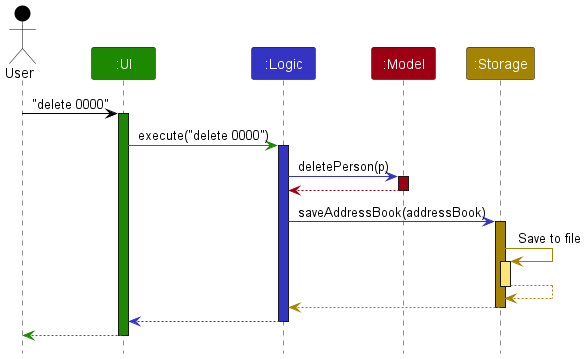 User
:UI
:Logic
:Model
:Storage
"delete 0000"
execute("delete 0000")
deletePerson(p)
saveAddressBook(addressBook)
Save to file